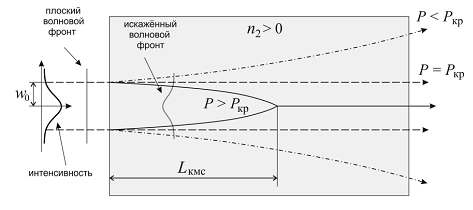 плоский
волновой
фронт
искажённый
волновой
фронт
n₂ > 0
P < Pкр
P = Pкр
w₀
P > Pкр
интенсивность
Lкмс